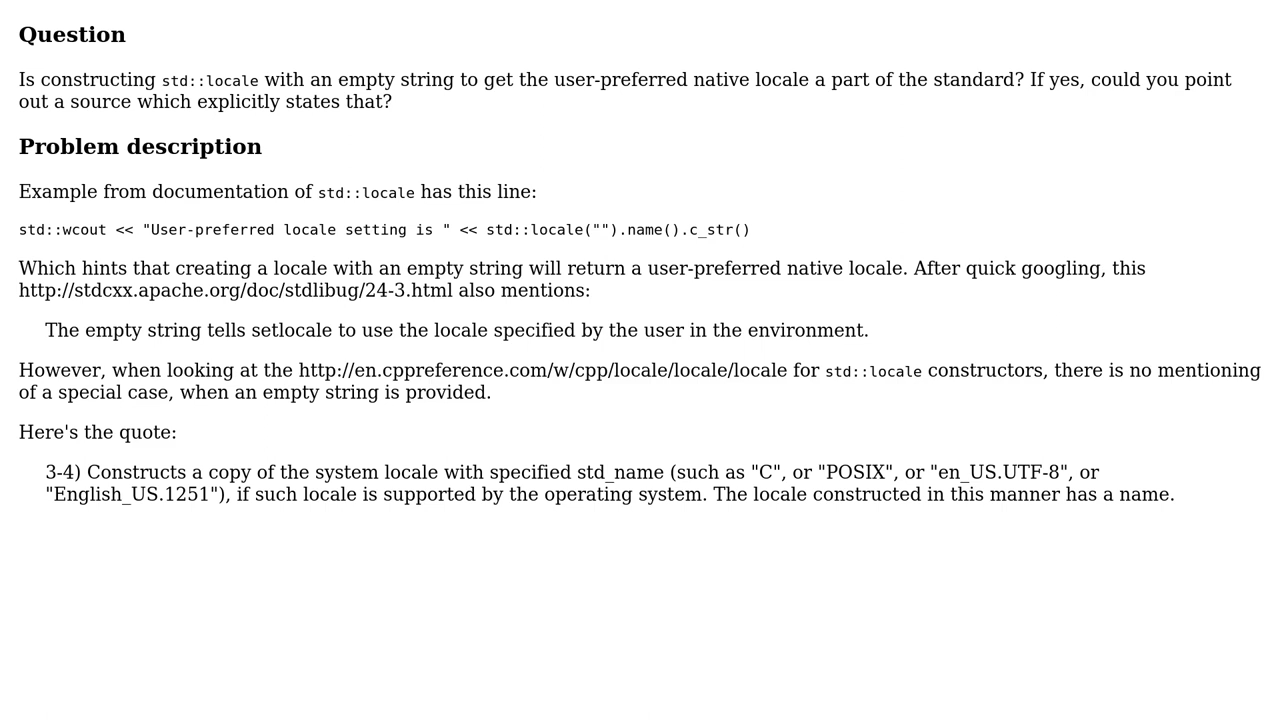 Question
Is constructing std::locale with an empty string to get the user-preferred native locale a part of the standard? If yes, could you point
out a source which explicitly states that?
Problem description
Example from documentation of std::locale has this line:
std::wcout << "User-preferred locale setting is " << std::locale("").name().c_str()
Which hints that creating a locale with an empty string will return a user-preferred native locale. After quick googling, this
http://stdcxx.apache.org/doc/stdlibug/24-3.html also mentions:
The empty string tells setlocale to use the locale specified by the user in the environment.
However, when looking at the http://en.cppreference.com/w/cpp/locale/locale/locale for std::locale constructors, there is no mentioning
of a special case, when an empty string is provided.
Here's the quote:
3-4) Constructs a copy of the system locale with specified std_name (such as "C", or "POSIX", or "en_US.UTF-8", or
"English_US.1251"), if such locale is supported by the operating system. The locale constructed in this manner has a name.